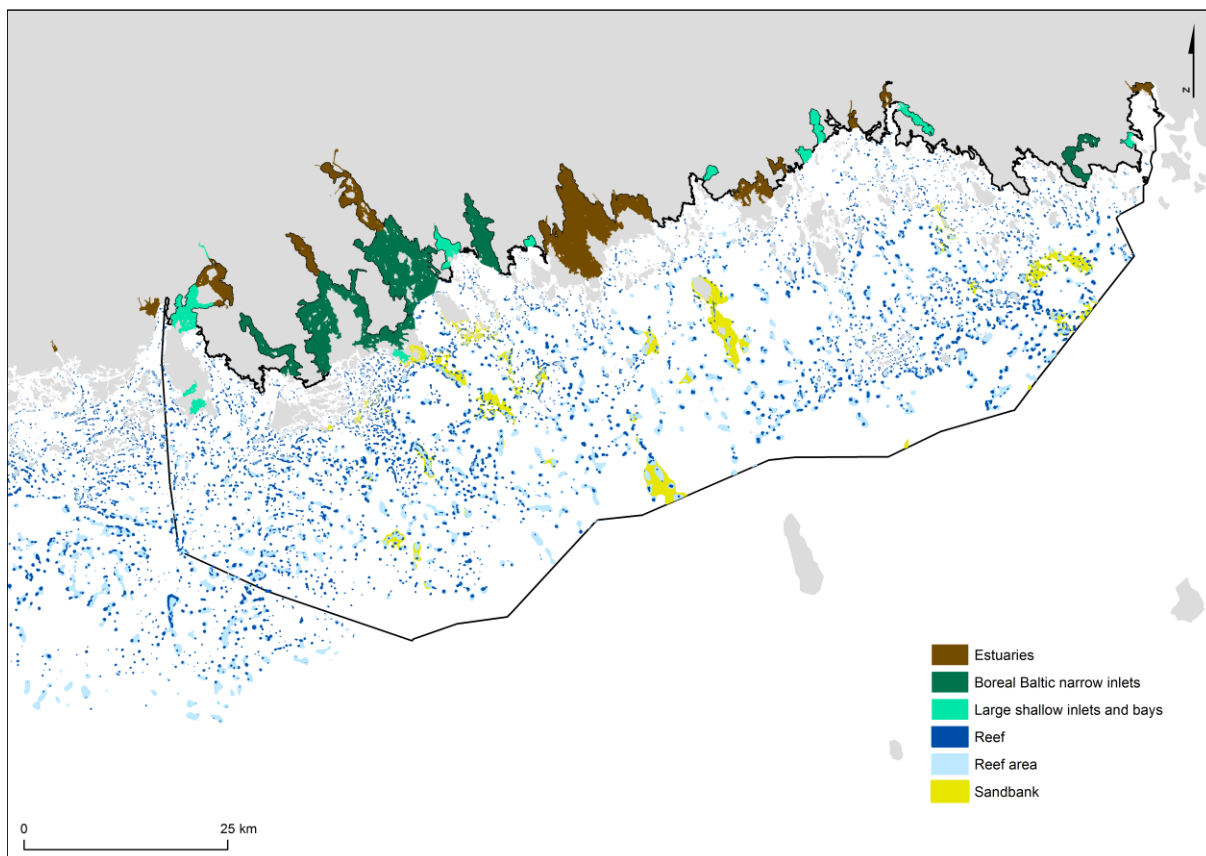 N
Estuaries
Boreal Baltic narrow inlets
Large shallow inlets and bays
Reef
Reef area
Sandbank
0 25 km